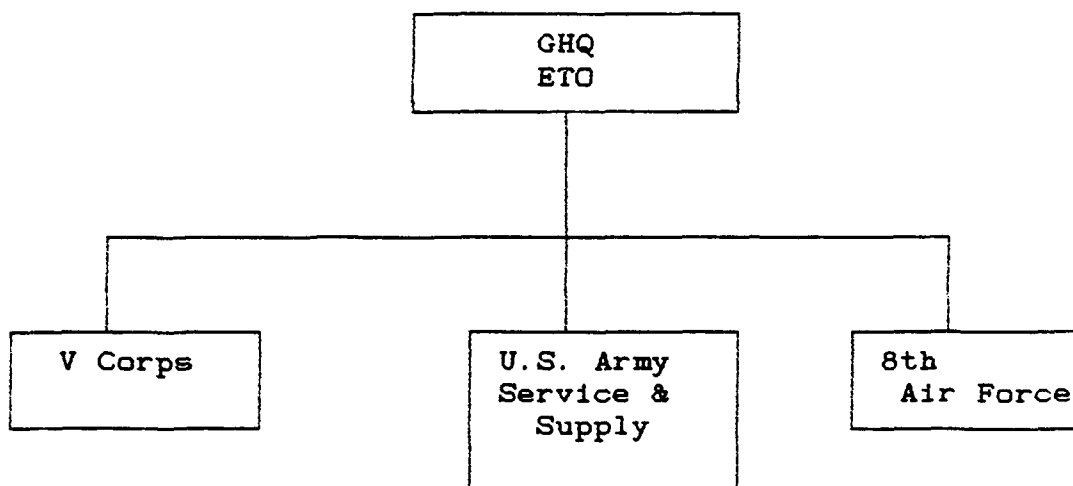 GHQ
ETO
V Corps
U.S. Army
Service &
Supply
8th
Air Force